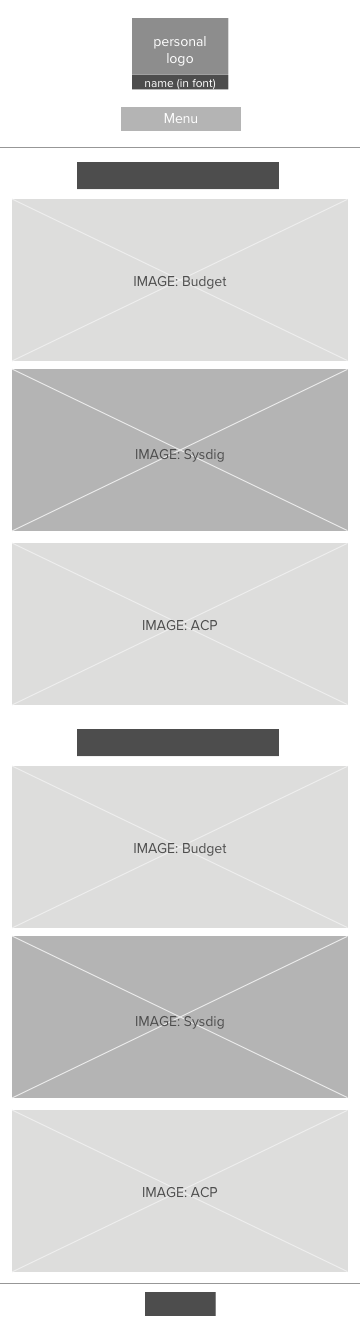 personal
logo
name (in font)
Menu
IMAGE: Budget
IMAGE: Sysdig
IMAGE: ACP
IMAGE: Budget
IMAGE: Sysdig
IMAGE: ACP